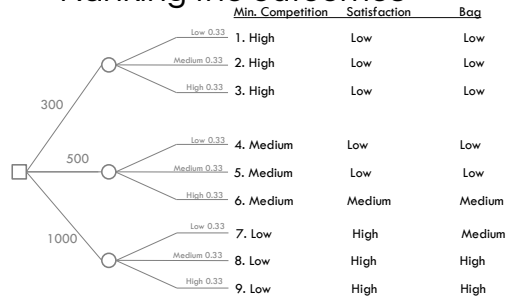 Min. Competition Satisfaction Bag
Low 0.33 1. High Low Low
Medium 0.33 2. High Low Low
High 0.33 3. High Low Low
300
Low 0.33 4. Medium Low Low
500 Medium 0.33 5. Medium Low Low
High 0.33 6. Medium Medium Medium
Low 0.33 7. Low High Medium
1000
Medium 0.33 8. Low High High
High 0.33 9. Low High High